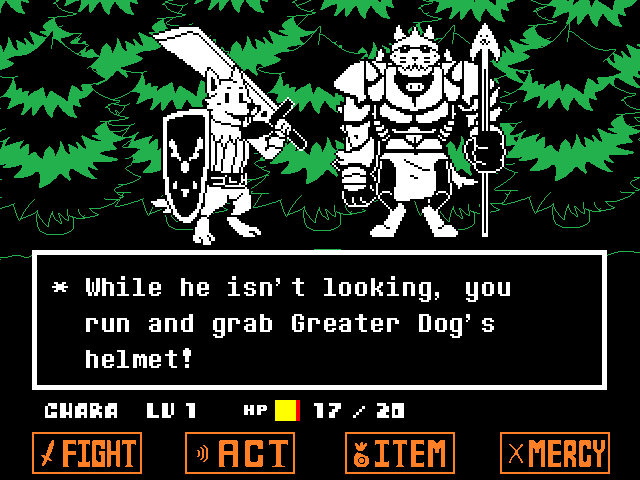 * While he isn't looking, you
run and grab Greater Dog's
helmet!
CHARA LV 1 HP 17 / 20
FIGHT ACT ITEM MERCY